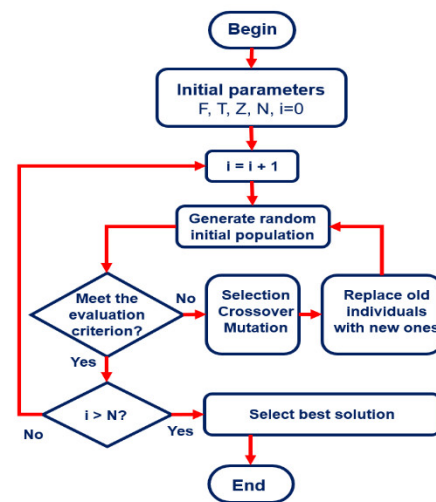 Begin
Initial parameters
F, T, Z, N, i=0
i = i + 1
Generate random
initial population
Meet the
evaluation
criterion?
No
Selection
Crossover
Mutation
Replace old
individuals
with new ones
Yes
i > N?
No
Yes
Select best solution
End